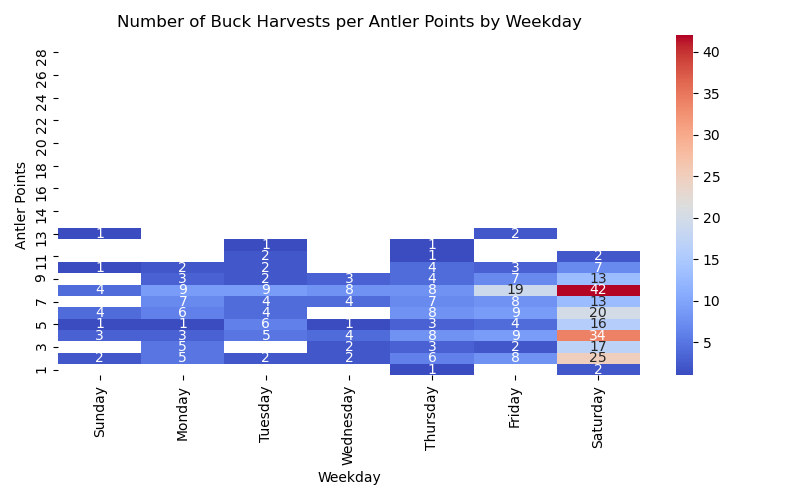 Number of Buck Harvests per Antler Points by Weekday
Antler Points
28
26
24
22
20
18
16
14
13
11
9
7
5
3
1
1 2
1 1
2 1 2
1 2 2 4 3 7
3 2 3 4 7 13
4 9 9 8 8 19 42
7 4 4 7 8 13
4 6 4 8 9 20
1 1 6 1 3 4 16
3 3 5 4 8 9 34
5 2 3 2 17
2 5 2 2 6 8 25
1 2
Sunday Monday Tuesday Wednesday Thursday Friday Saturday
Weekday
40
35
30
25
20
15
10
5